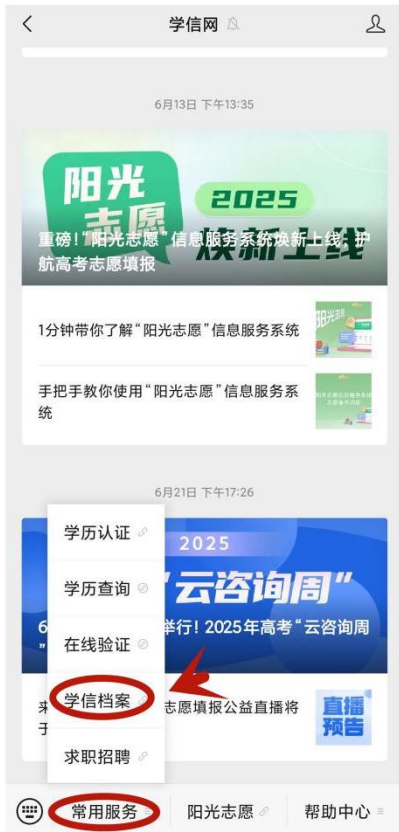 学信网
6月13日 下午13:35
阳光
志愿
2025
焕新上线
重磅！“阳光志愿”信息服务系统焕新上线，护
航高考志愿填报
1分钟带你了解“阳光志愿”信息服务系统
手把手教你使用“阳光志愿”信息服务系
统
6月21日 下午17:26
2025
“云咨询周”
6
举行！2025年高考“云咨询周
”
志愿填报公益直播将
于
直播
预告
学历认证
学历查询
在线验证
学信档案
求职招聘
常用服务
阳光志愿
帮助中心